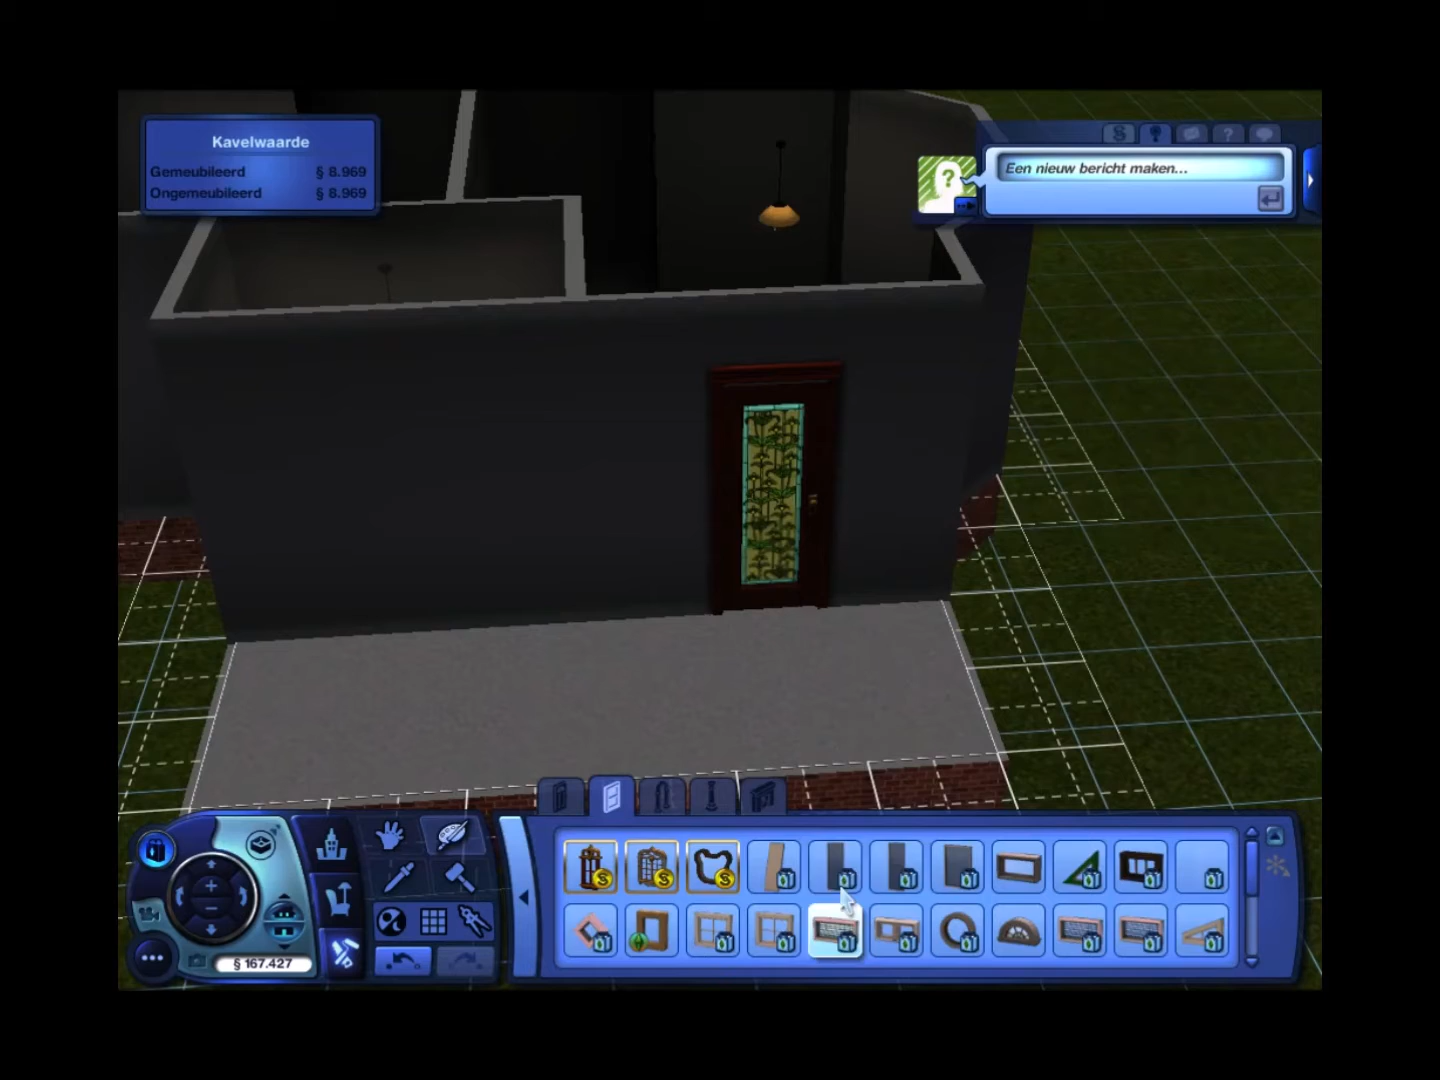 Kavelwaarde
Gemeubileerd § 8.969
Ongemeubileerd § 8.969
Een nieuw bericht maken...
§ 167.427